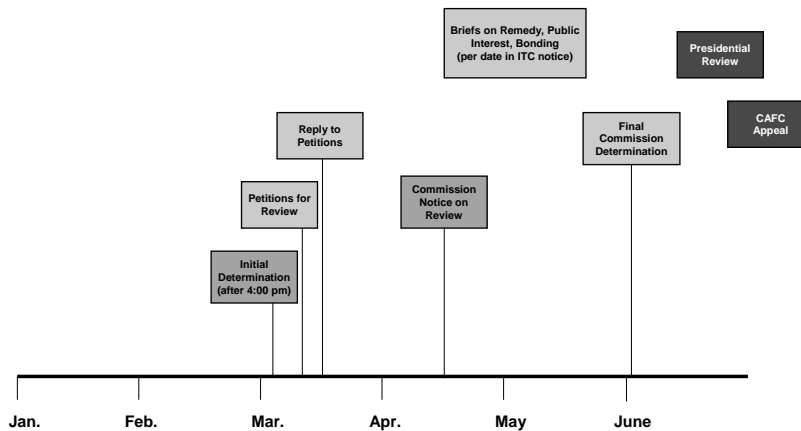 Briefs on Remedy, Public
Interest, Bonding
(per date in ITC notice)
Presidential
Review
CAFC
Appeal
Reply to
Petitions
Final
Commission
Determination
Petitions for
Review
Commission
Notice on
Review
Initial
Determination
(after 4:00 pm)
Jan.
Feb.
Mar.
Apr.
May
June